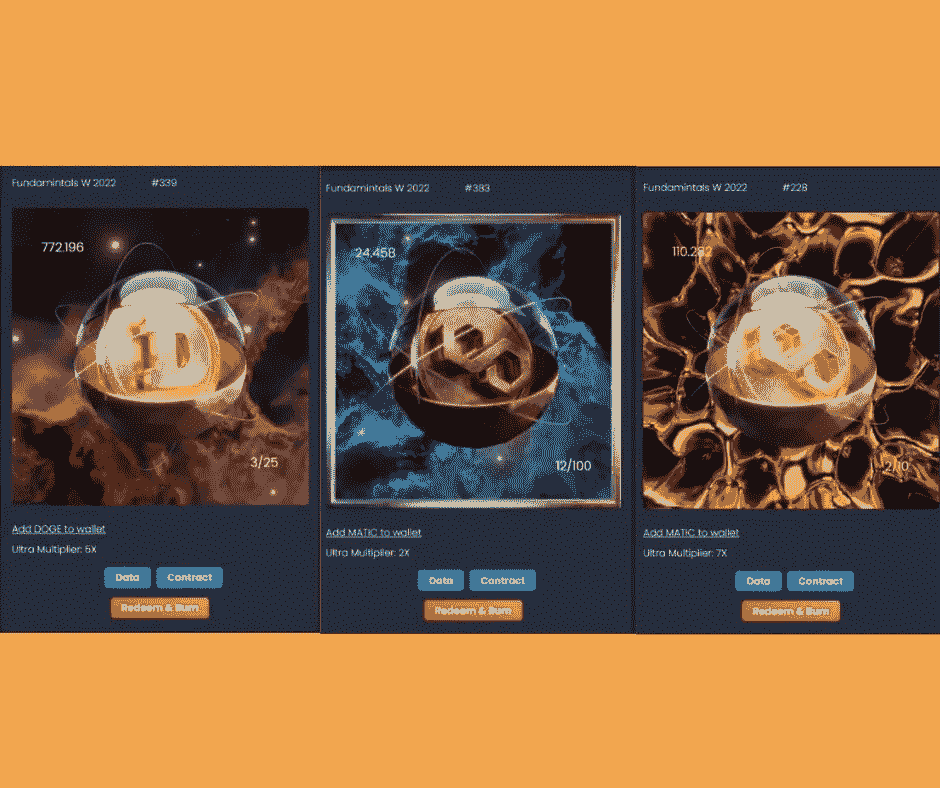 Fundamintals W 2022 #339
772.196
3/25
Add DOGE to wallet
Ultra Multiplier: 5X
Data Contract
Redeem & Burn
Fundamintals W 2022 #383
24.458
12/100
Add MATIC to wallet
Ultra Multiplier: 2X
Data Contract
Redeem & Burn
Fundamintals W 2022 #228
110.282
2/10
Add MATIC to wallet
Ultra Multiplier: 7X
Data Contract
Redeem & Burn